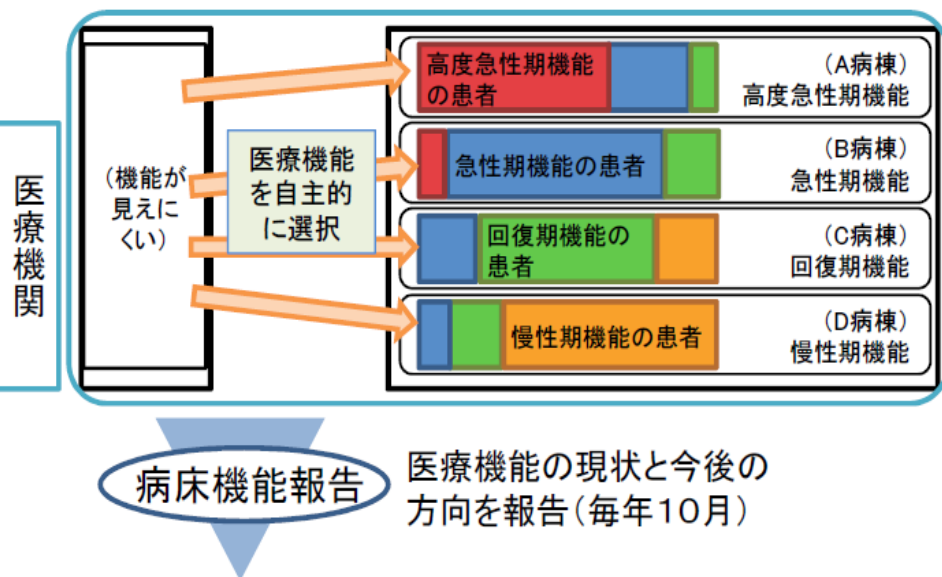 医療機関
(機能が
見えに
くい)
医療機能
を自主的
に選択
高度急性期機能
の患者
(A病棟)
高度急性期機能
急性期機能の患者
(B病棟)
急性期機能
回復期機能の
患者
(C病棟)
回復期機能
慢性期機能の患者
(D病棟)
慢性期機能
病床機能報告
医療機能の現状と今後の
方向を報告(毎年10月)